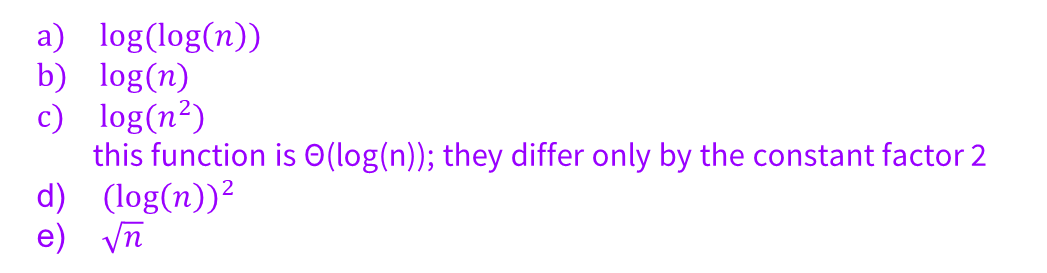 a) log(log(n))
b) log(n)
c) log(n²)
this function is Θ(log(n)); they differ only by the constant factor 2
d) (log(n))²
e) √n